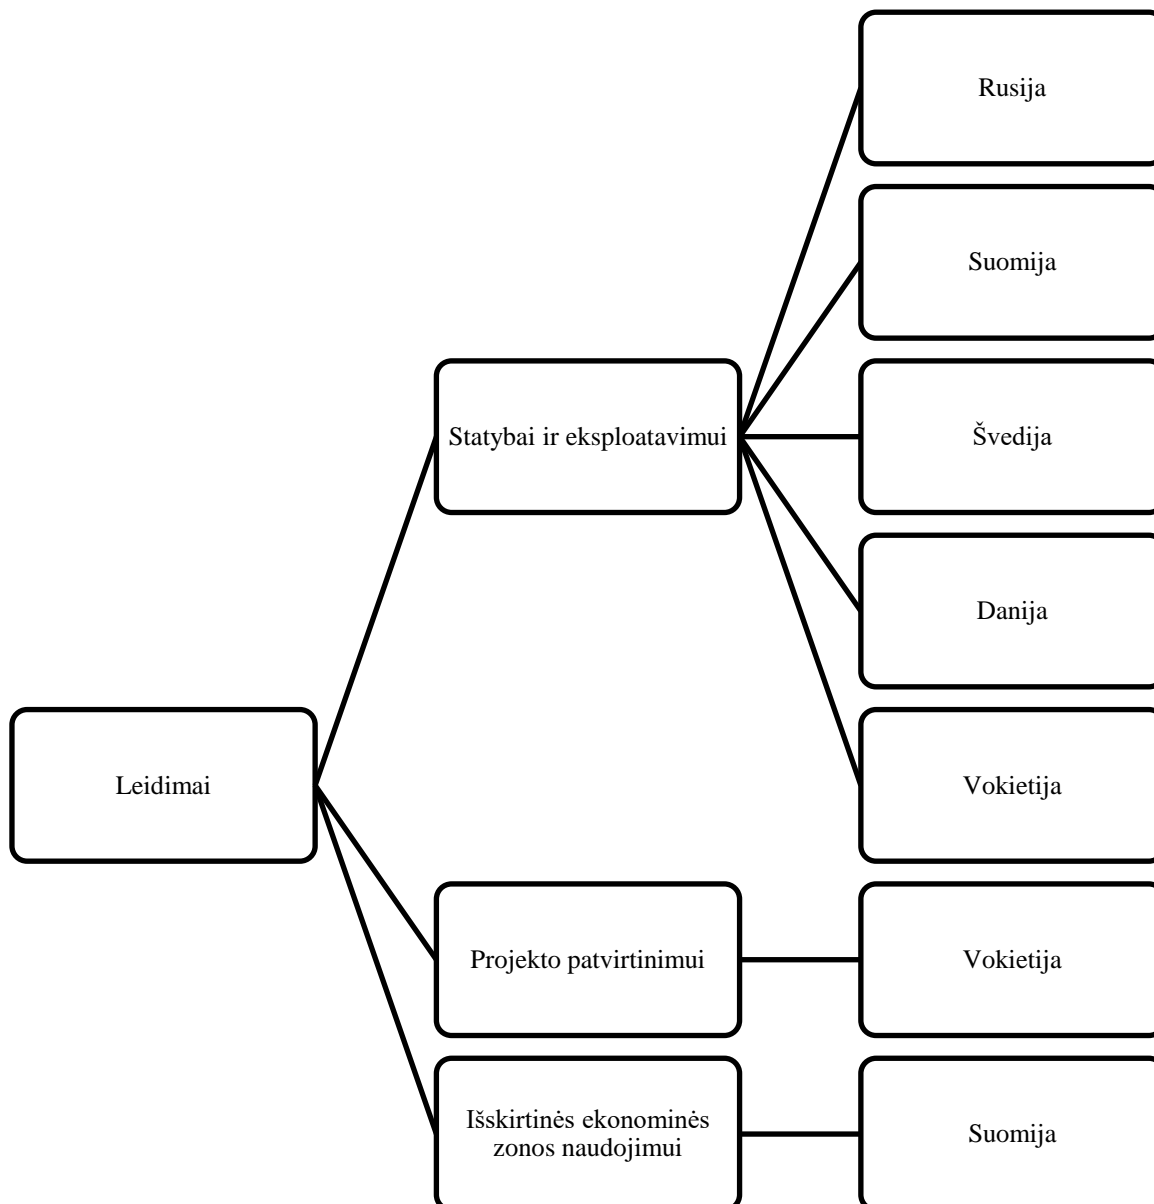 Rusija
Suomija
Statybai ir eksploatavimui
Švedija
Danija
Leidimai
Vokietija
Projekto patvirtinimui
Vokietija
Išskirtinės ekonominės
zonos naudojimui
Suomija